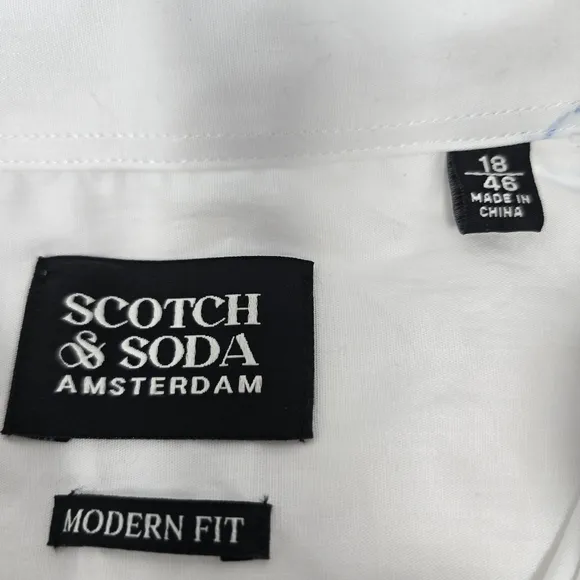 18
46
MADE IN
CHINA
SCOTCH
& SODA
AMSTERDAM
MODERN FIT